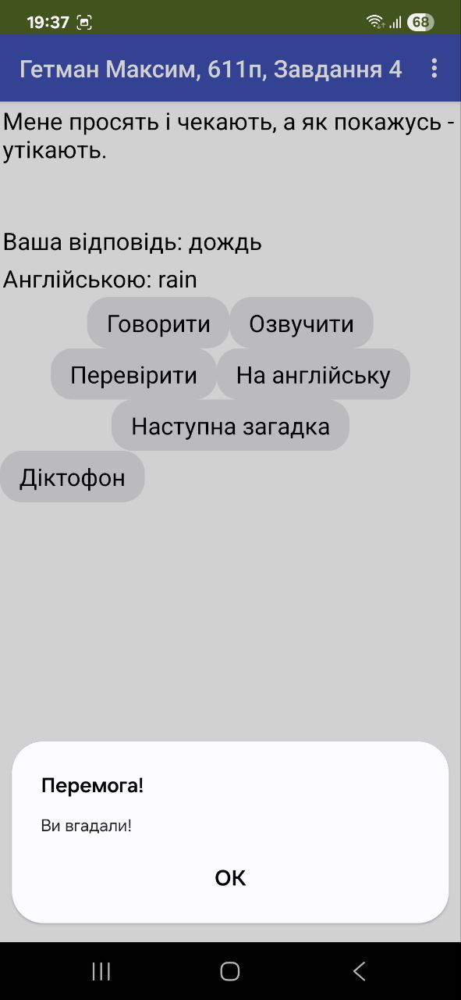 19:37
68
Гетман Максим, 611п, Завдання 4
Мене просять і чекають, а як покажусь -
утікають.
Ваша відповідь: дождь
Англійською: rain
Говорити Озвучити
Перевірити На англійську
Наступна загадка
Діктофон
Перемога!
Ви вгадали!
OK